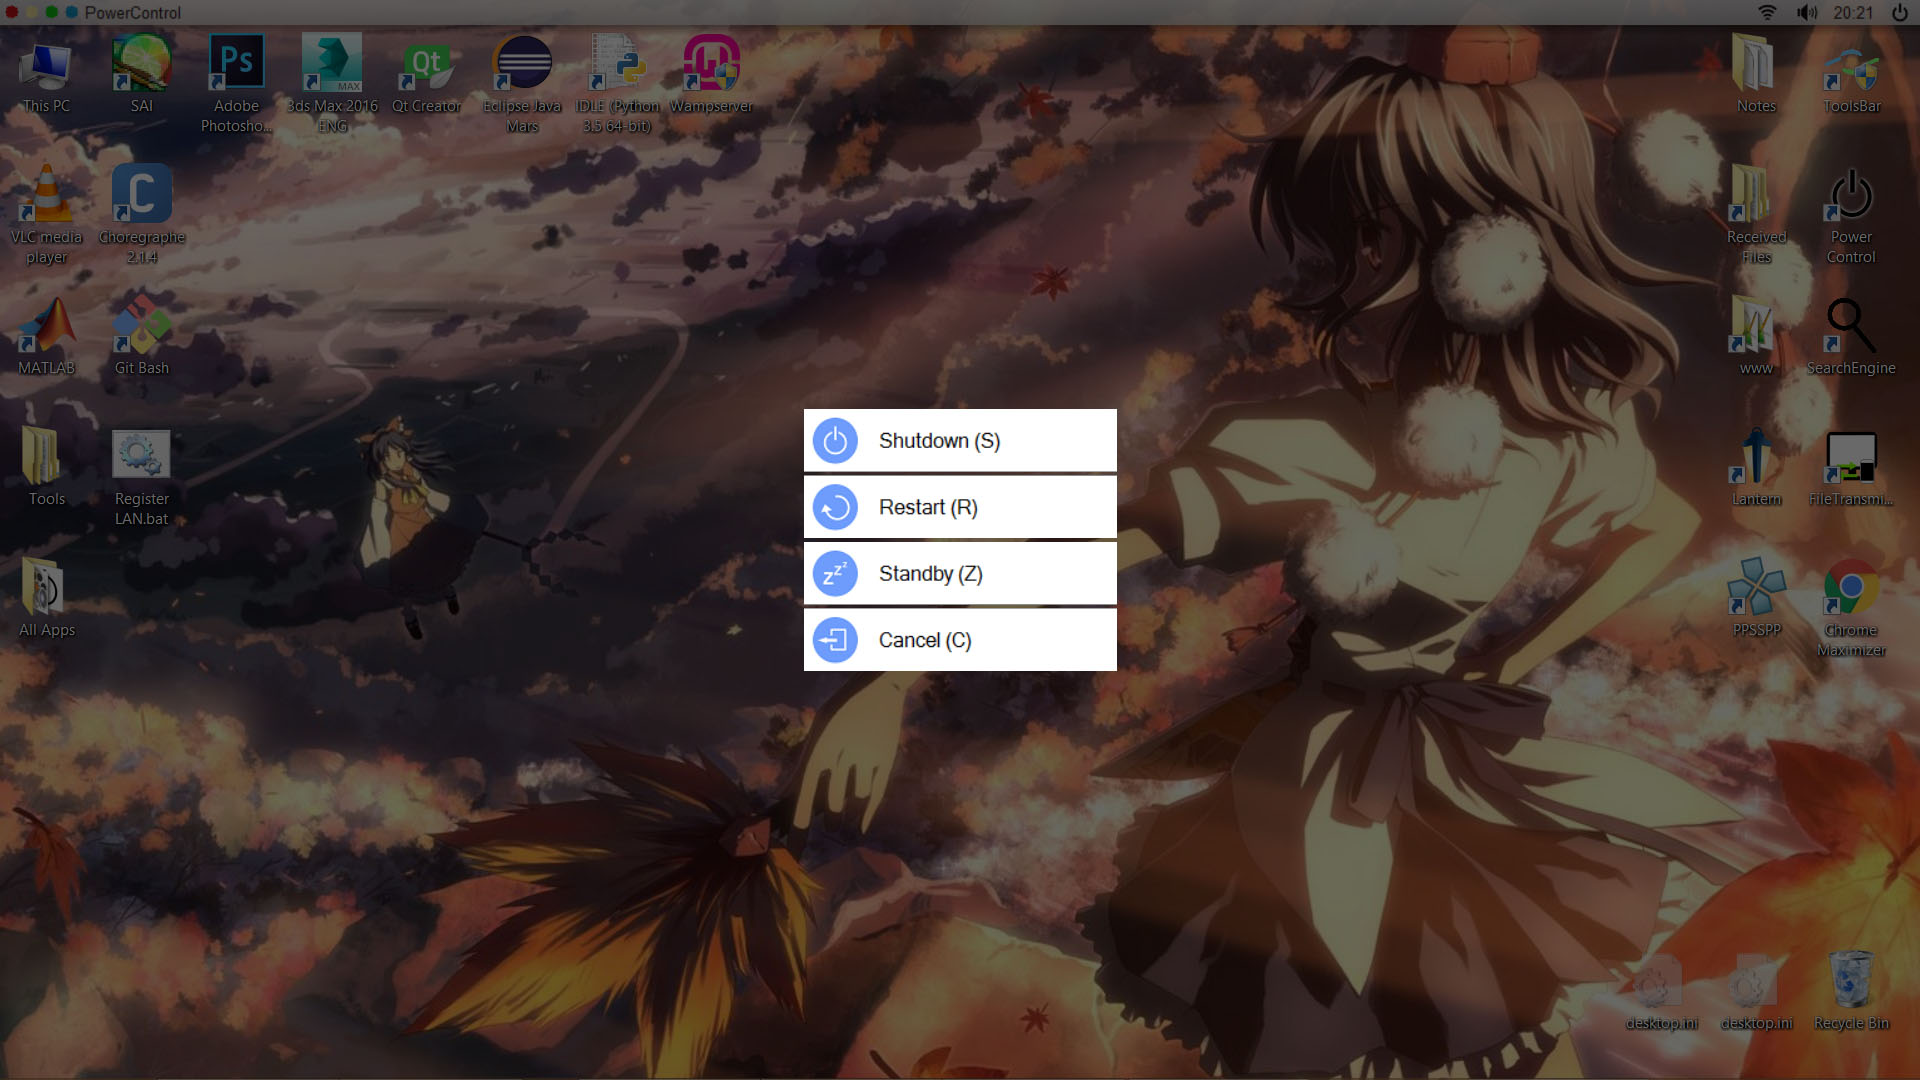 PowerControl
20:21
This PC
SAI
Ps
Adobe
Photosho...
MAX
3ds Max 2016
ENG
Qt
Qt Creator
Eclipse Java
Mars
IDLE (Python
3.5 64-bit)
Wampserver
Notes
ToolsBar
VLC media
player
C
Choregraphe
2.1.4
Received
Files
Power
Control
MATLAB
Git Bash
www
SearchEngine
Shutdown (S)
Restart (R)
Standby (Z)
Cancel (C)
Tools
Register
LAN.bat
Lantern
FileTransmi...
All Apps
PPSSPP
Chrome
Maximizer
desktop.ini
desktop.ini
Recycle Bin